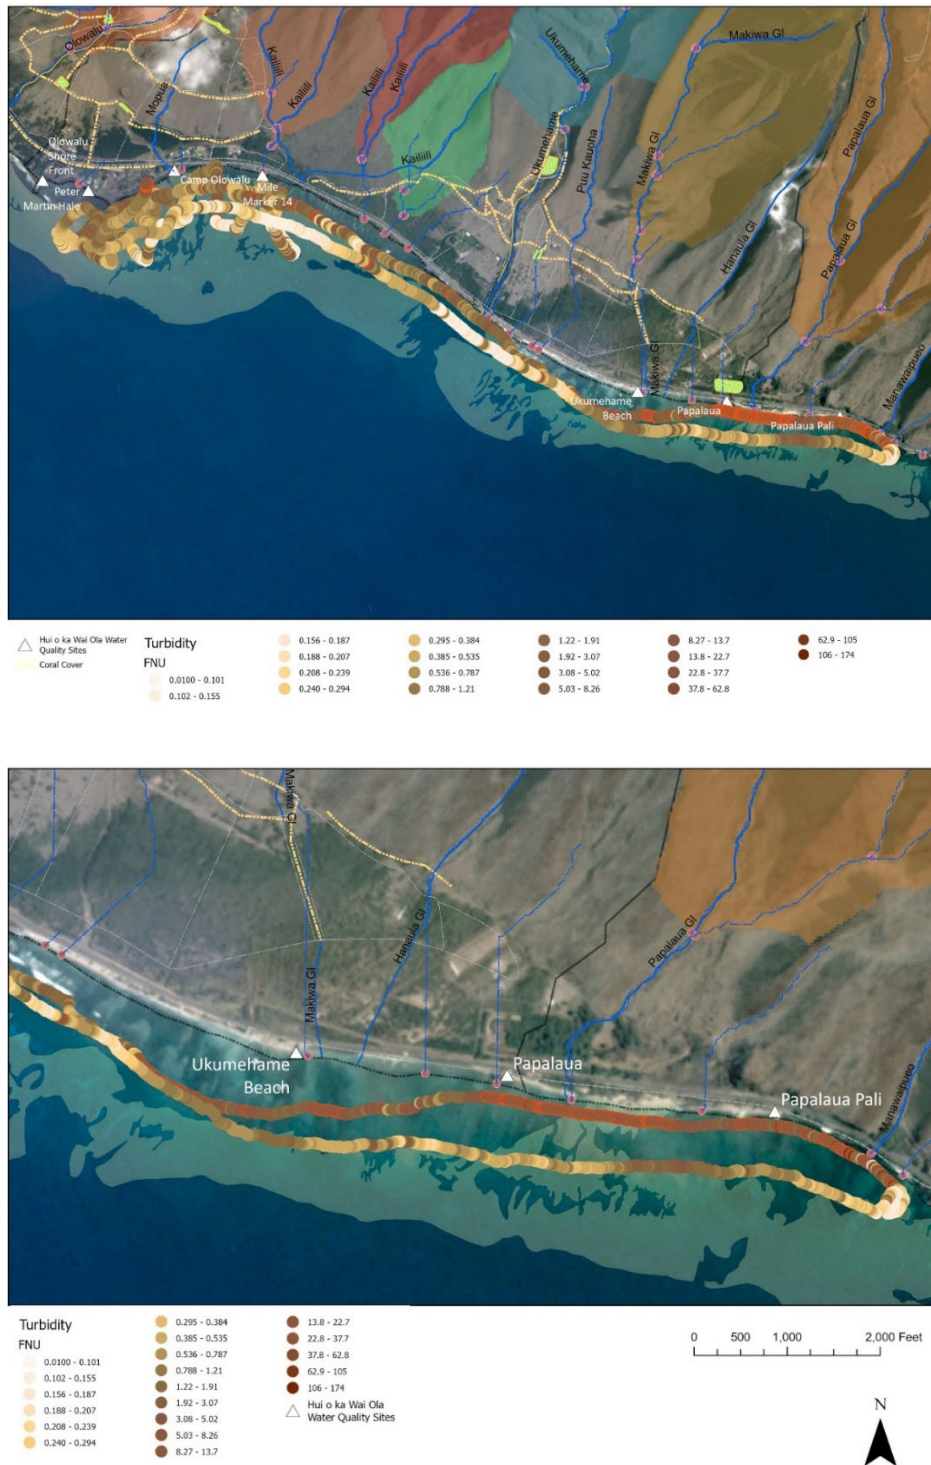 Olowalu
Mopua
Kailiili
Kailiili
Kailiili
Kailiili
Kailiili
Ukumehame
Ukumehame
Puu Kauoha
Makiwa Gl
Makiwa Gl
Makiwa Gl
Hanaula Gl
Papalaua Gl
Papalaua Gl
Manawaipueo
Olowalu
Shore
Front
Peter
Martin Hale
Camp Olowalu
Mile
Marker 14
Ukumehame
Beach
Papalaua
Papalaua Pali
Hui o ka Wai Ola Water
Quality Sites
Coral Cover
Turbidity
FNU
0.0100 - 0.101
0.102 - 0.155
0.156 - 0.187
0.188 - 0.207
0.208 - 0.239
0.240 - 0.294
0.295 - 0.384
0.385 - 0.535
0.536 - 0.787
0.788 - 1.21
1.22 - 1.91
1.92 - 3.07
3.08 - 5.02
5.03 - 8.26
8.27 - 13.7
13.8 - 22.7
22.8 - 37.7
37.8 - 62.8
62.9 - 105
106 - 174
Makiwa Gl
Makiwa Gl
Hanaula Gl
Papalaua Gl
Manawaipueo
Ukumehame
Beach
Papalaua
Papalaua Pali
Turbidity
FNU
0.0100 - 0.101
0.102 - 0.155
0.156 - 0.187
0.188 - 0.207
0.208 - 0.239
0.240 - 0.294
0.295 - 0.384
0.385 - 0.535
0.536 - 0.787
0.788 - 1.21
1.22 - 1.91
1.92 - 3.07
3.08 - 5.02
5.03 - 8.26
8.27 - 13.7
13.8 - 22.7
22.8 - 37.7
37.8 - 62.8
62.9 - 105
106 - 174
Hui o ka Wai Ola
Water Quality Sites
0 500 1,000 2,000 Feet
N